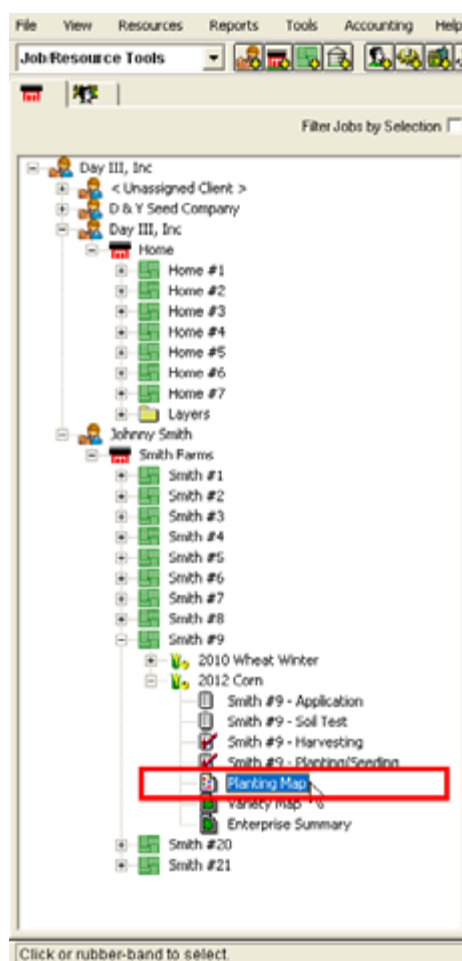 File View Resources Reports Tools Accounting Help
Job/Resource Tools
Filter Jobs by Selection
Day III, Inc
< Unassigned Client >
D & Y Seed Company
Day III, Inc
Home
Home #1
Home #2
Home #3
Home #4
Home #5
Home #6
Home #7
Layers
Johnny Smith
Smith Farms
Smith #1
Smith #2
Smith #3
Smith #4
Smith #5
Smith #6
Smith #7
Smith #8
Smith #9
2010 Wheat Winter
2012 Corn
Smith #9 - Application
Smith #9 - Soil Test
Smith #9 - Harvesting
Smith #9 - Planting/Seeding
Planting Map
Variety Map
Enterprise Summary
Smith #20
Smith #21
Click or rubber-band to select.